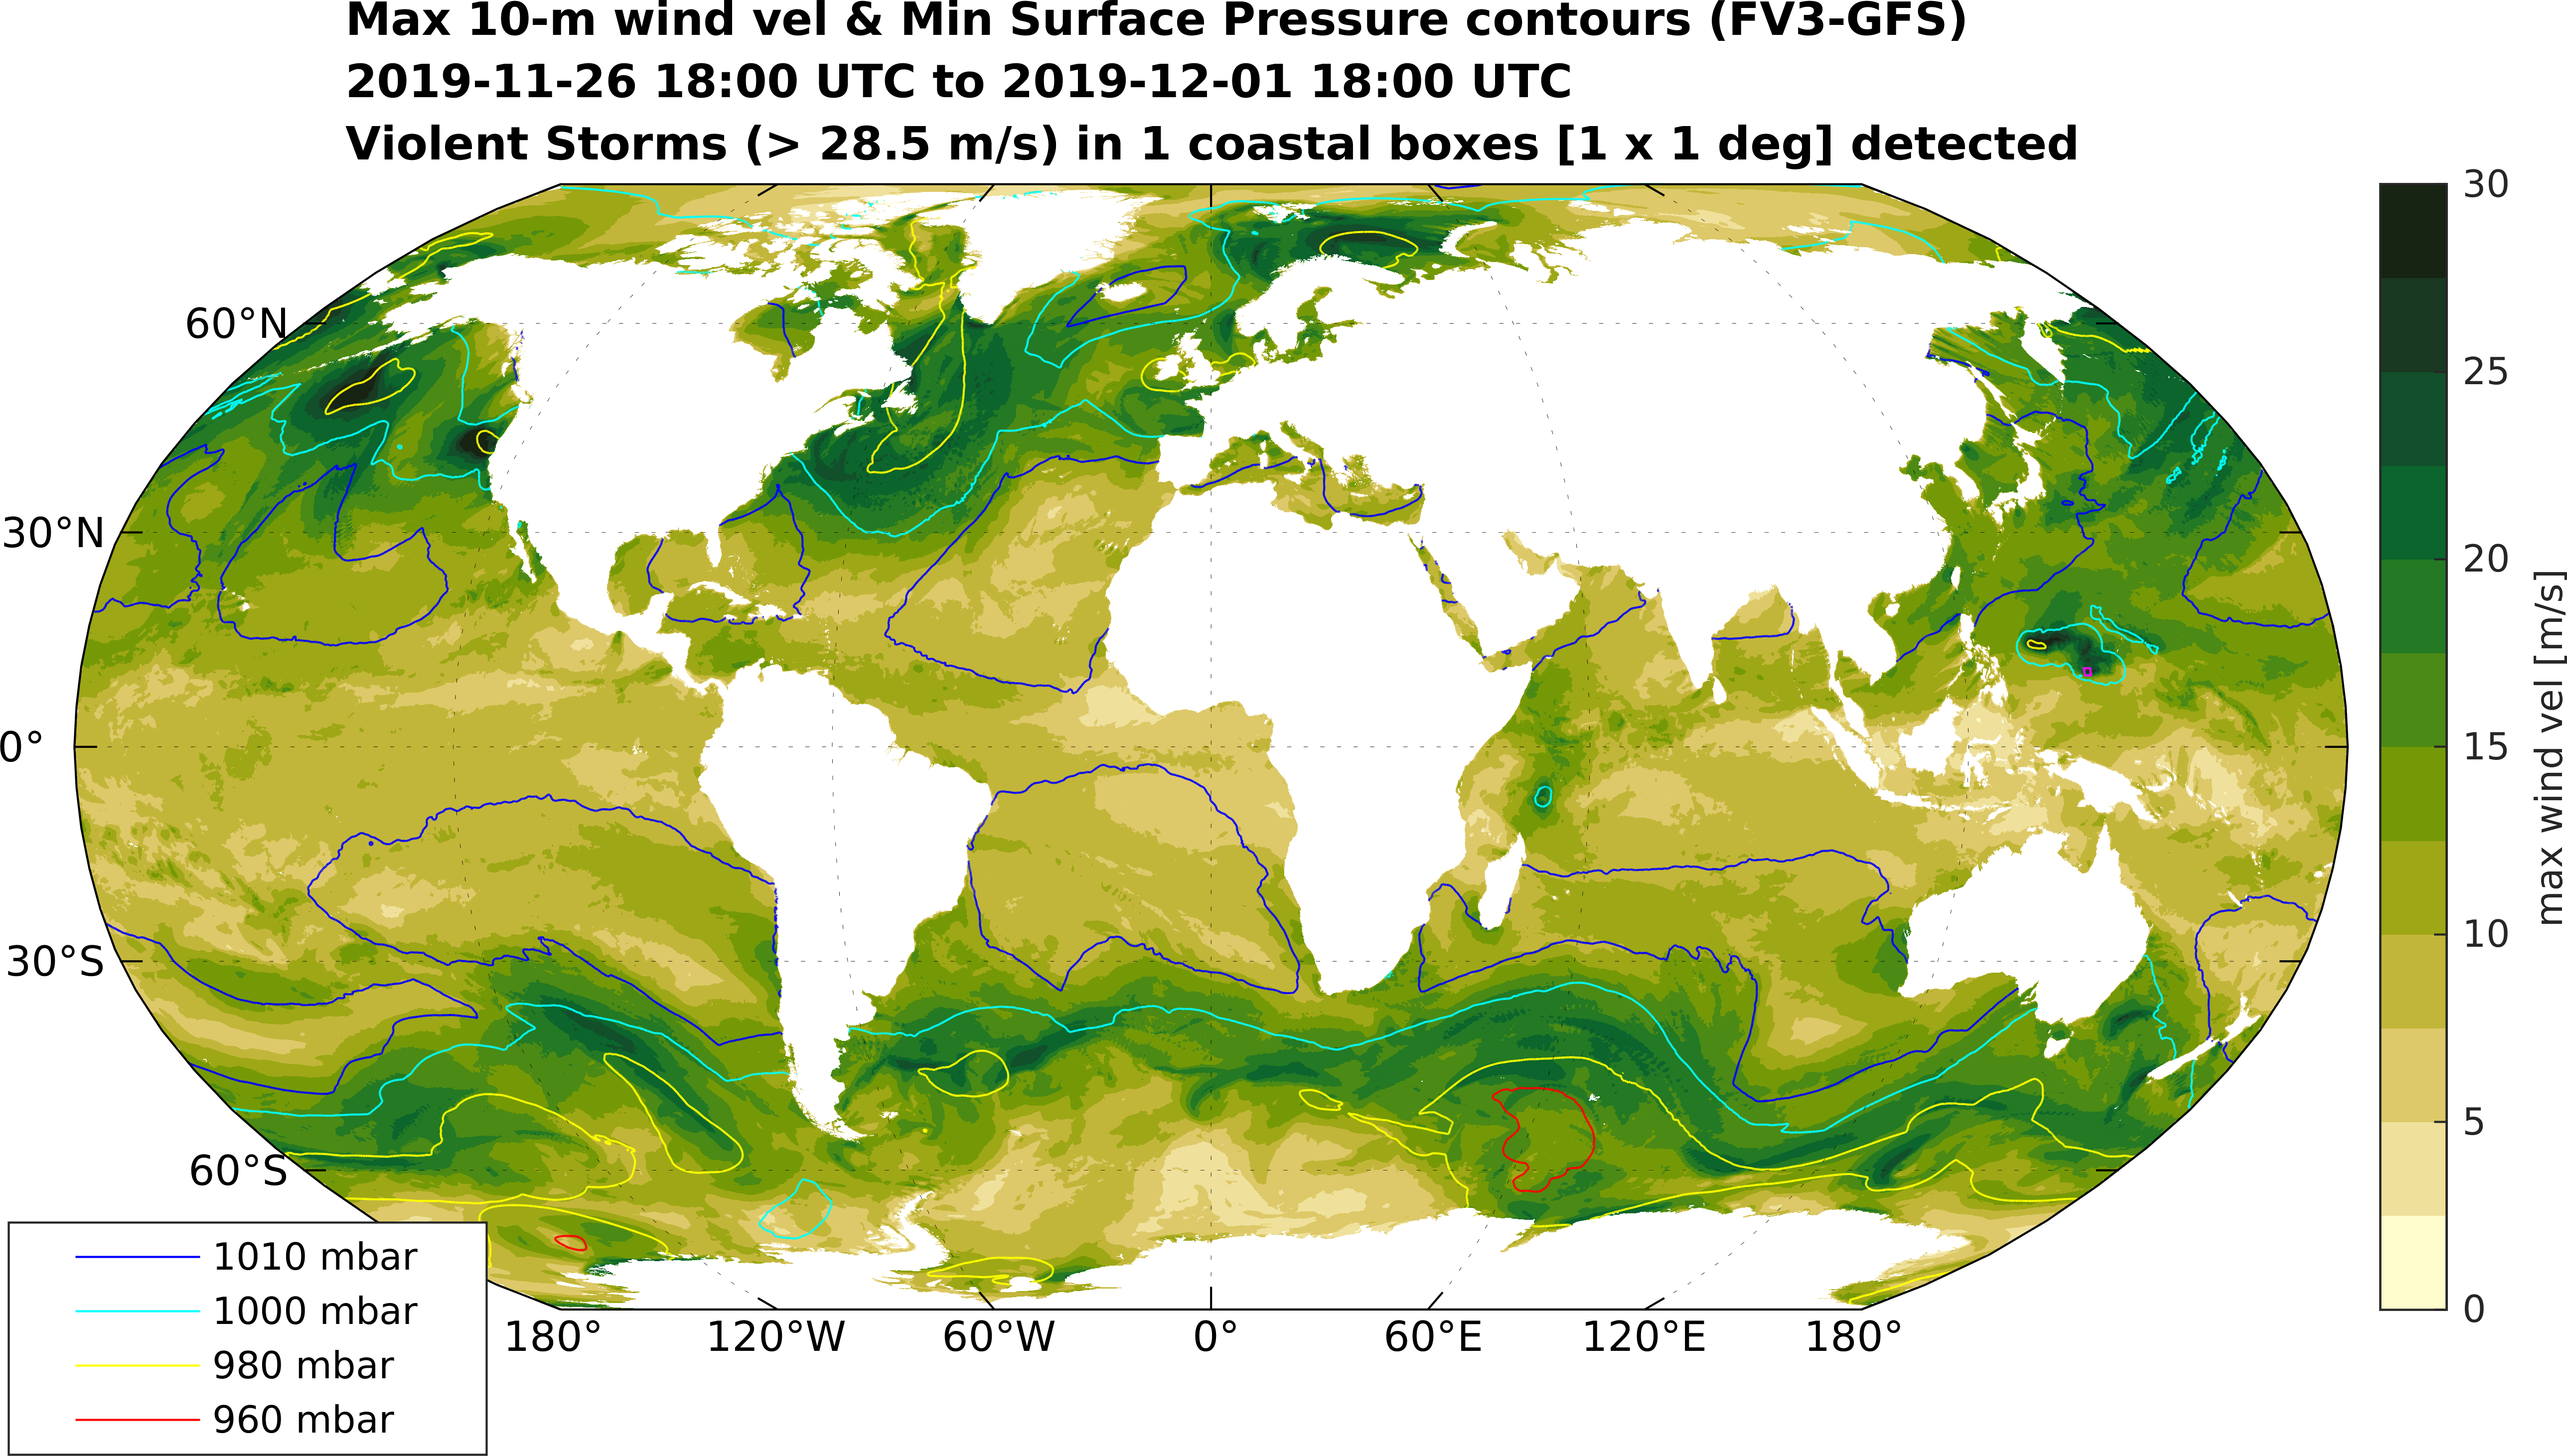 Max 10-m wind vel & Min Surface Pressure contours (FV3-GFS)
2019-11-26 18:00 UTC to 2019-12-01 18:00 UTC
Violent Storms (> 28.5 m/s) in 1 coastal boxes [1 x 1 deg] detected
60°N
30°N
0°
30°S
60°S
180°
120°W
60°W
0°
60°E
120°E
180°
1010 mbar
1000 mbar
980 mbar
960 mbar
30
25
20
15
10
5
0
max wind vel [m/s]